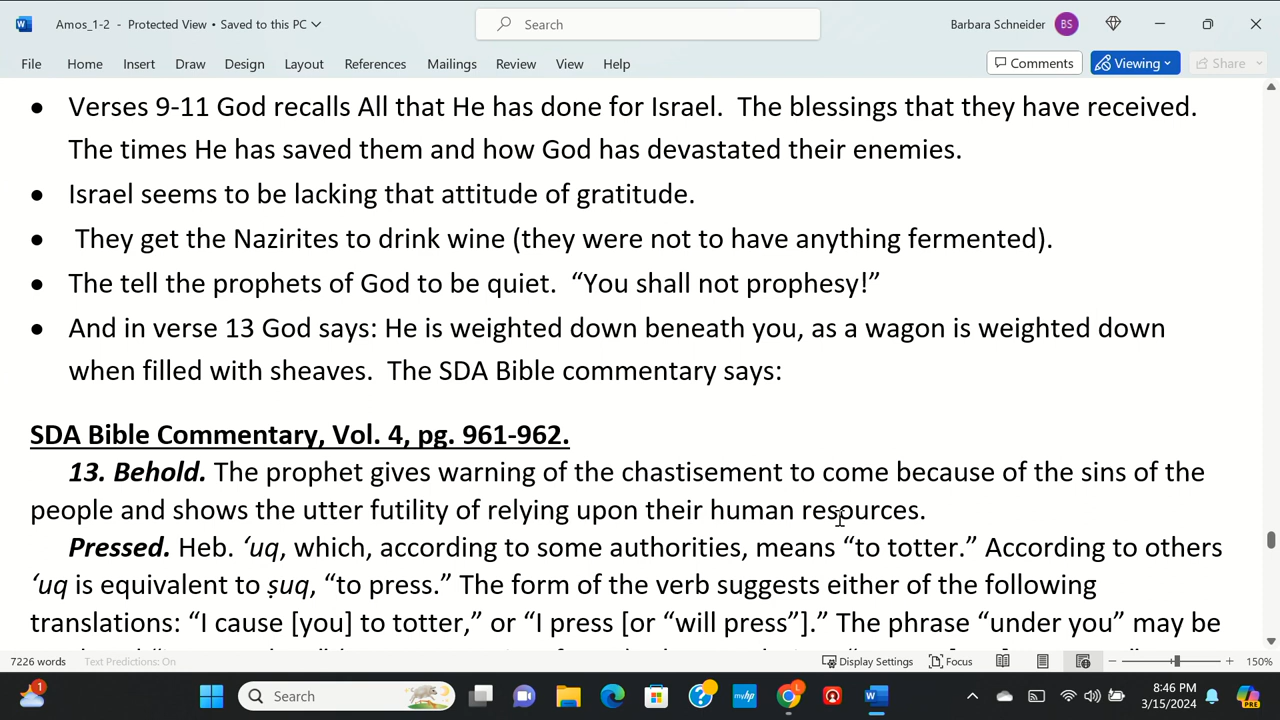 Amos_1-2 - Protected View • Saved to this PC
Search
Barbara Schneider
BS
File Home Insert Draw Design Layout References Mailings Review View Help
Comments Viewing Share
• Verses 9-11 God recalls All that He has done for Israel.  The blessings that they have received.
The times He has saved them and how God has devastated their enemies.
• Israel seems to be lacking that attitude of gratitude.
• They get the Nazirites to drink wine (they were not to have anything fermented).
• The tell the prophets of God to be quiet.  “You shall not prophesy!”
• And in verse 13 God says: He is weighted down beneath you, as a wagon is weighted down
when filled with sheaves.  The SDA Bible commentary says:
SDA Bible Commentary, Vol. 4, pg. 961-962.
13. Behold. The prophet gives warning of the chastisement to come because of the sins of the
people and shows the utter futility of relying upon their human resources.
Pressed. Heb. ‘uq, which, according to some authorities, means “to totter.” According to others
‘uq is equivalent to ṣuq, “to press.” The form of the verb suggests either of the following
translations: “I cause [you] to totter,” or “I press [or “will press”].” The phrase “under you” may be
7226 words Text Predictions: On Display Settings Focus 150%
1 Search hp L PRE
8:46 PM
3/15/2024